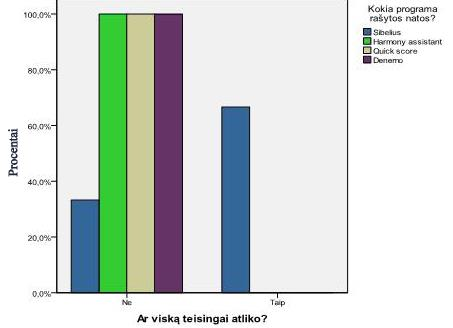 Kokia programa
rašytos natos?
Sibelius
Harmony assistant
Quick score
Denemo
100,0%
80,0%
60,0%
40,0%
20,0%
0,0%
Procentai
Ne
Taip
Ar viską teisingai atliko?